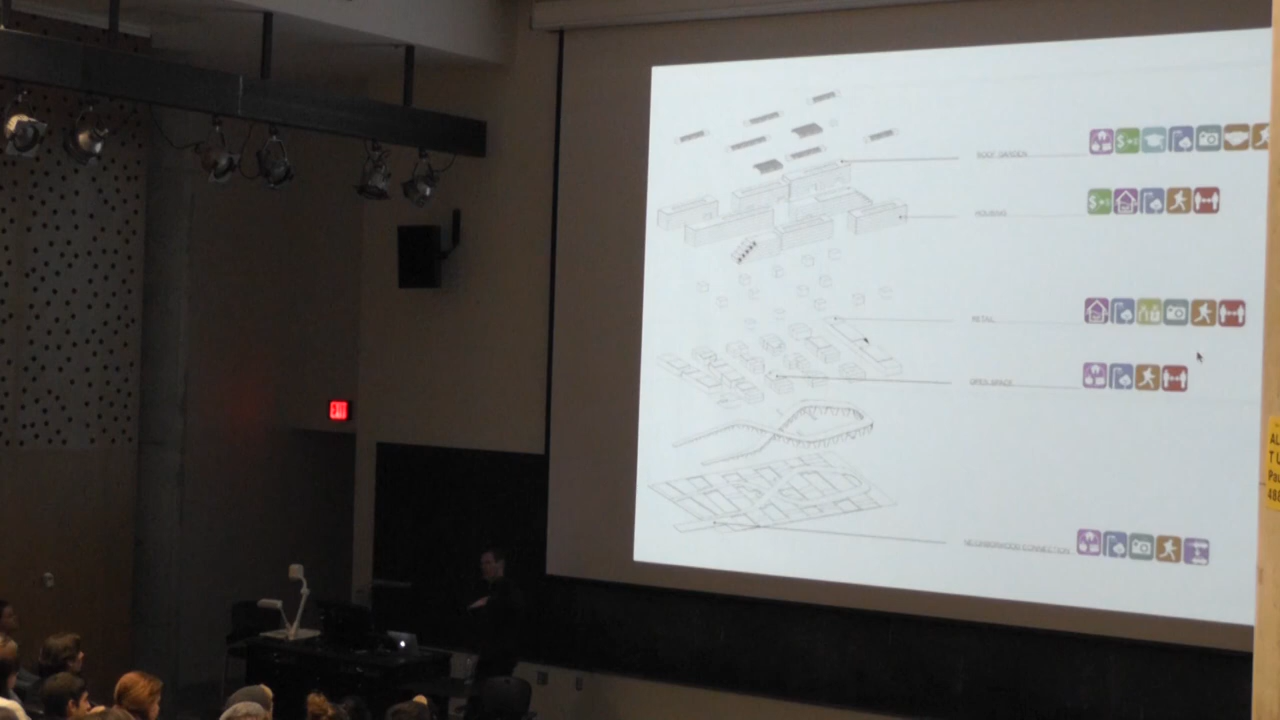 ROOF GARDEN
HOUSING
RETAIL
OPEN SPACE
NEIGHBORHOOD CONNECTION
EXIT